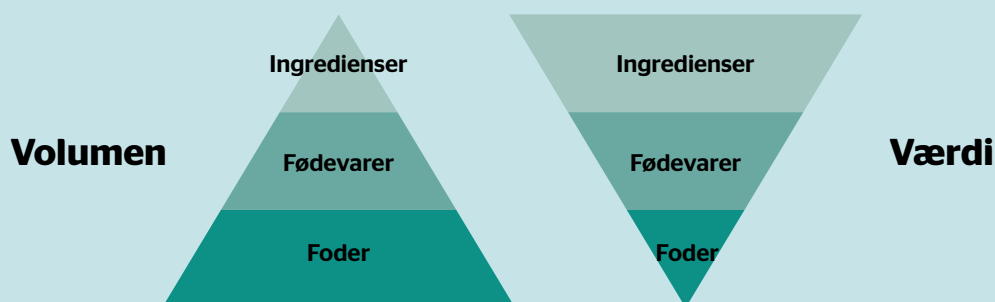 Ingredienser
Ingredienser
Volumen
Fødevarer
Fødevarer
Værdi
Foder
Foder